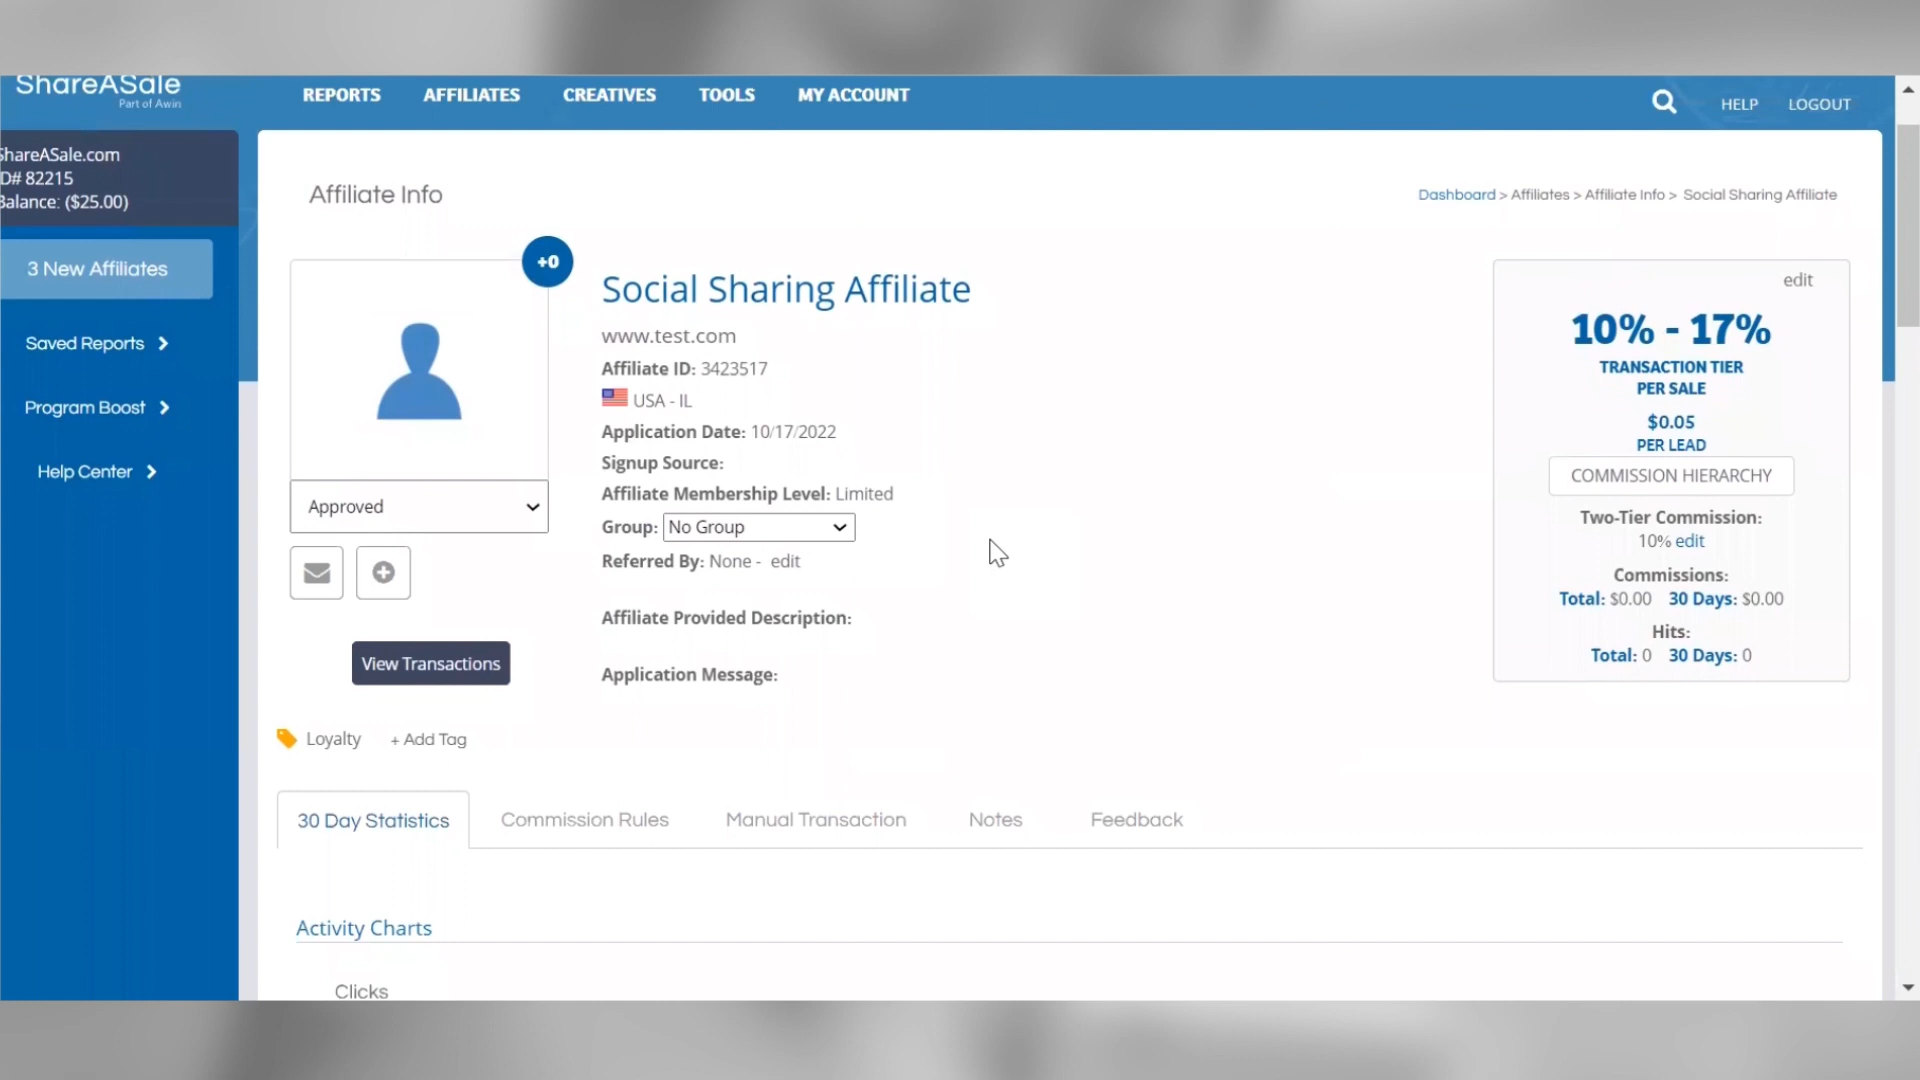 ShareASale
Part of Awin
REPORTS AFFILIATES CREATIVES TOOLS MY ACCOUNT
HELP LOGOUT
ShareASale.com
ID# 82215
Balance: ($25.00)
3 New Affiliates
Saved Reports
Program Boost
Help Center
Affiliate Info
Dashboard > Affiliates > Affiliate Info > Social Sharing Affiliate
+0
Approved
View Transactions
Social Sharing Affiliate
www.test.com
Affiliate ID: 3423517
USA - IL
Application Date: 10/17/2022
Signup Source:
Affiliate Membership Level: Limited
Group: No Group
Referred By: None - edit
Affiliate Provided Description:
Application Message:
edit
10% - 17%
TRANSACTION TIER
PER SALE
$0.05
PER LEAD
COMMISSION HIERARCHY
Two-Tier Commission:
10% edit
Commissions:
Total: $0.00 30 Days: $0.00
Hits:
Total: 0 30 Days: 0
Loyalty + Add Tag
30 Day Statistics Commission Rules Manual Transaction Notes Feedback
Activity Charts
Clicks